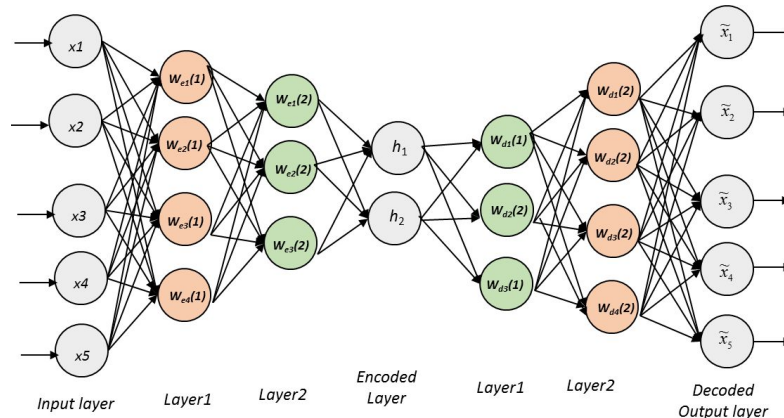 x1
x2
x3
x4
x5
We1(1)
We2(1)
We3(1)
We4(1)
We1(2)
We2(2)
We3(2)
h1
h2
Wd1(1)
Wd2(2)
Wd3(1)
Wd1(2)
Wd2(2)
Wd3(2)
Wd4(2)
x̃1
x̃2
x̃3
x̃4
x̃5
Input layer
Layer1
Layer2
Encoded
Layer
Layer1
Layer2
Decoded
Output layer